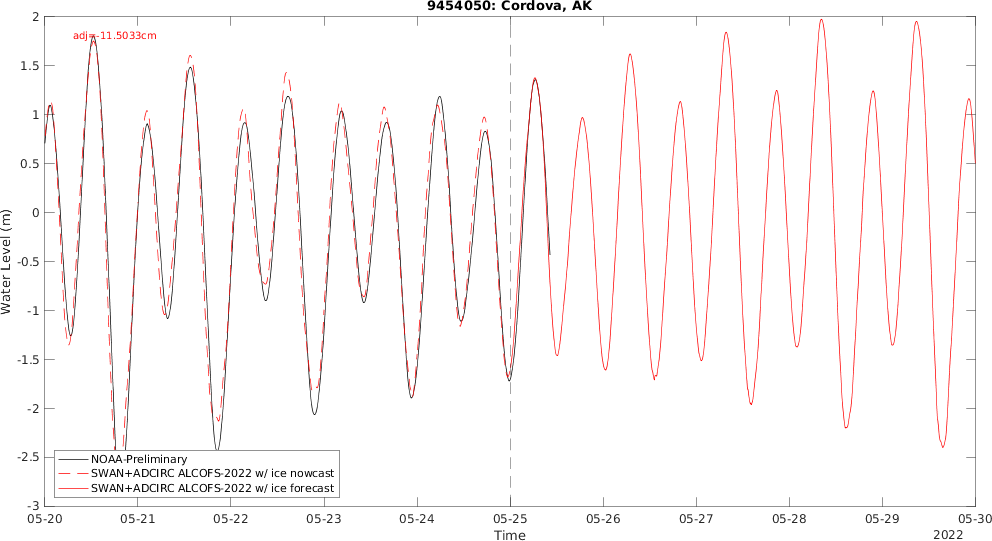 9454050: Cordova, AK
adj=-11.5033cm
2
1.5
1
0.5
0
-0.5
-1
-1.5
-2
-2.5
-3
Water Level (m)
NOAA-Preliminary
SWAN+ADCIRC ALCOFS-2022 w/ ice nowcast
SWAN+ADCIRC ALCOFS-2022 w/ ice forecast
05-20 05-21 05-22 05-23 05-24 05-25 05-26 05-27 05-28 05-29 05-30
Time
2022